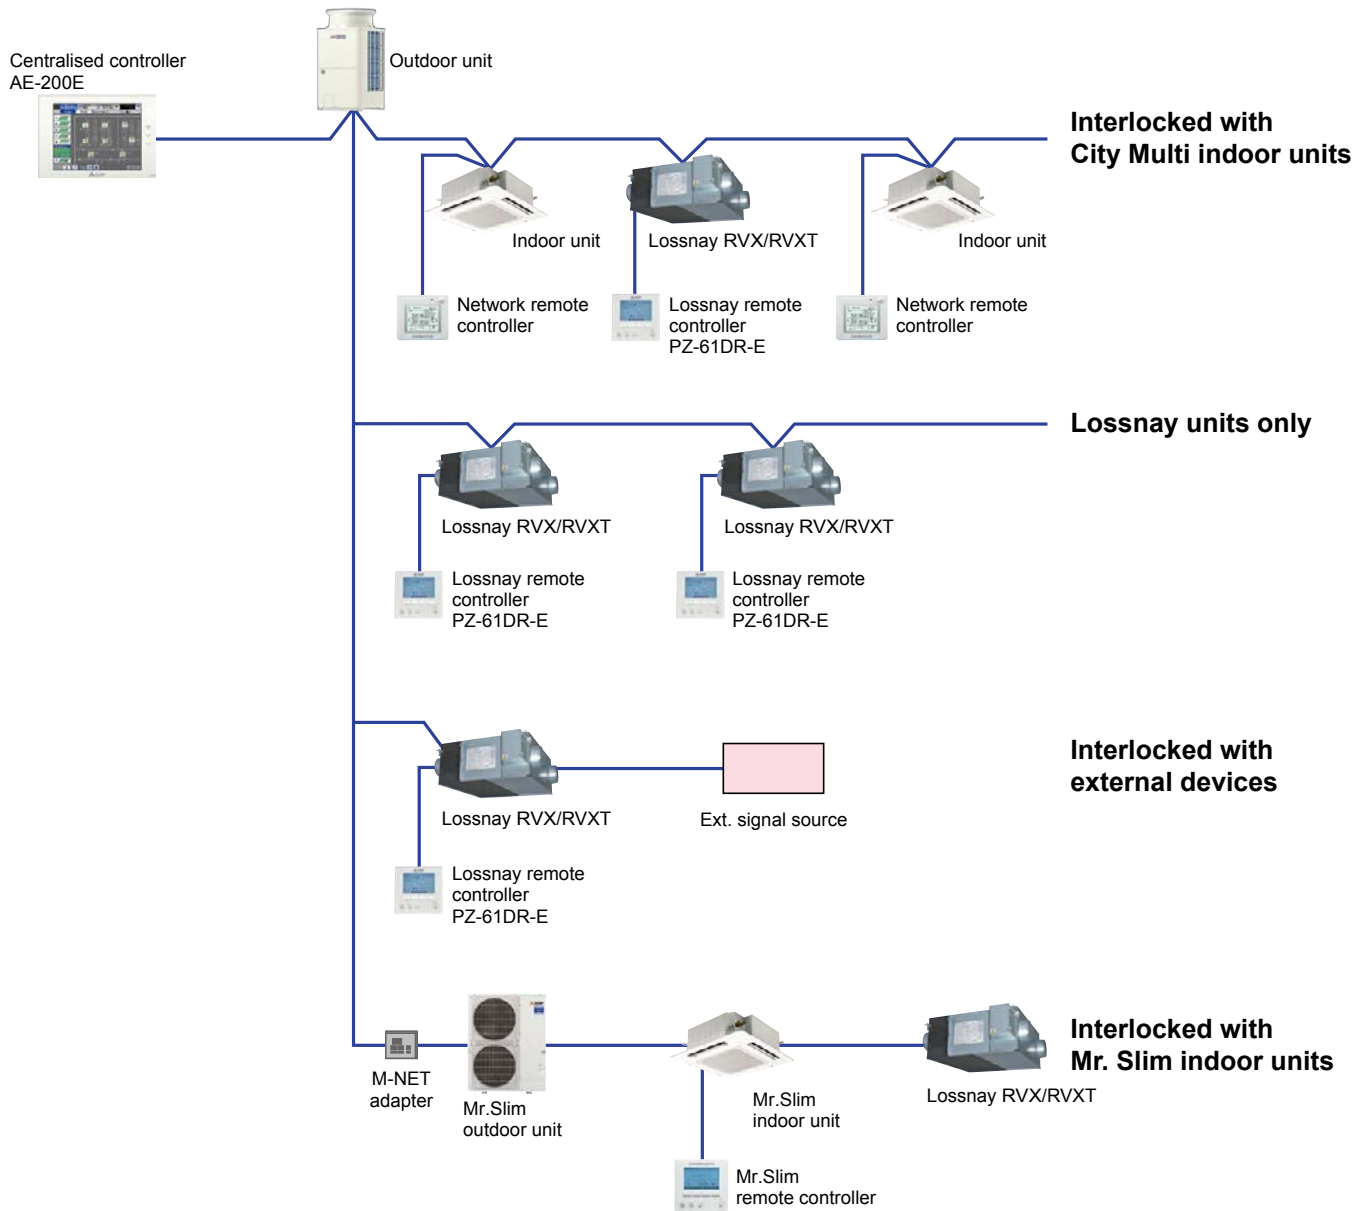 Centralised controller
AE-200E
Outdoor unit
Interlocked with
City Multi indoor units
Indoor unit
Lossnay RVX/RVXT
Indoor unit
Network remote
controller
Lossnay remote
controller
PZ-61DR-E
Network remote
controller
Lossnay units only
Lossnay RVX/RVXT
Lossnay RVX/RVXT
Lossnay remote
controller
PZ-61DR-E
Lossnay remote
controller
PZ-61DR-E
Interlocked with
external devices
Lossnay RVX/RVXT
Ext. signal source
Lossnay remote
controller
PZ-61DR-E
Interlocked with
Mr. Slim indoor units
M-NET
adapter
Mr.Slim
outdoor unit
Mr.Slim
indoor unit
Lossnay RVX/RVXT
Mr.Slim
remote controller